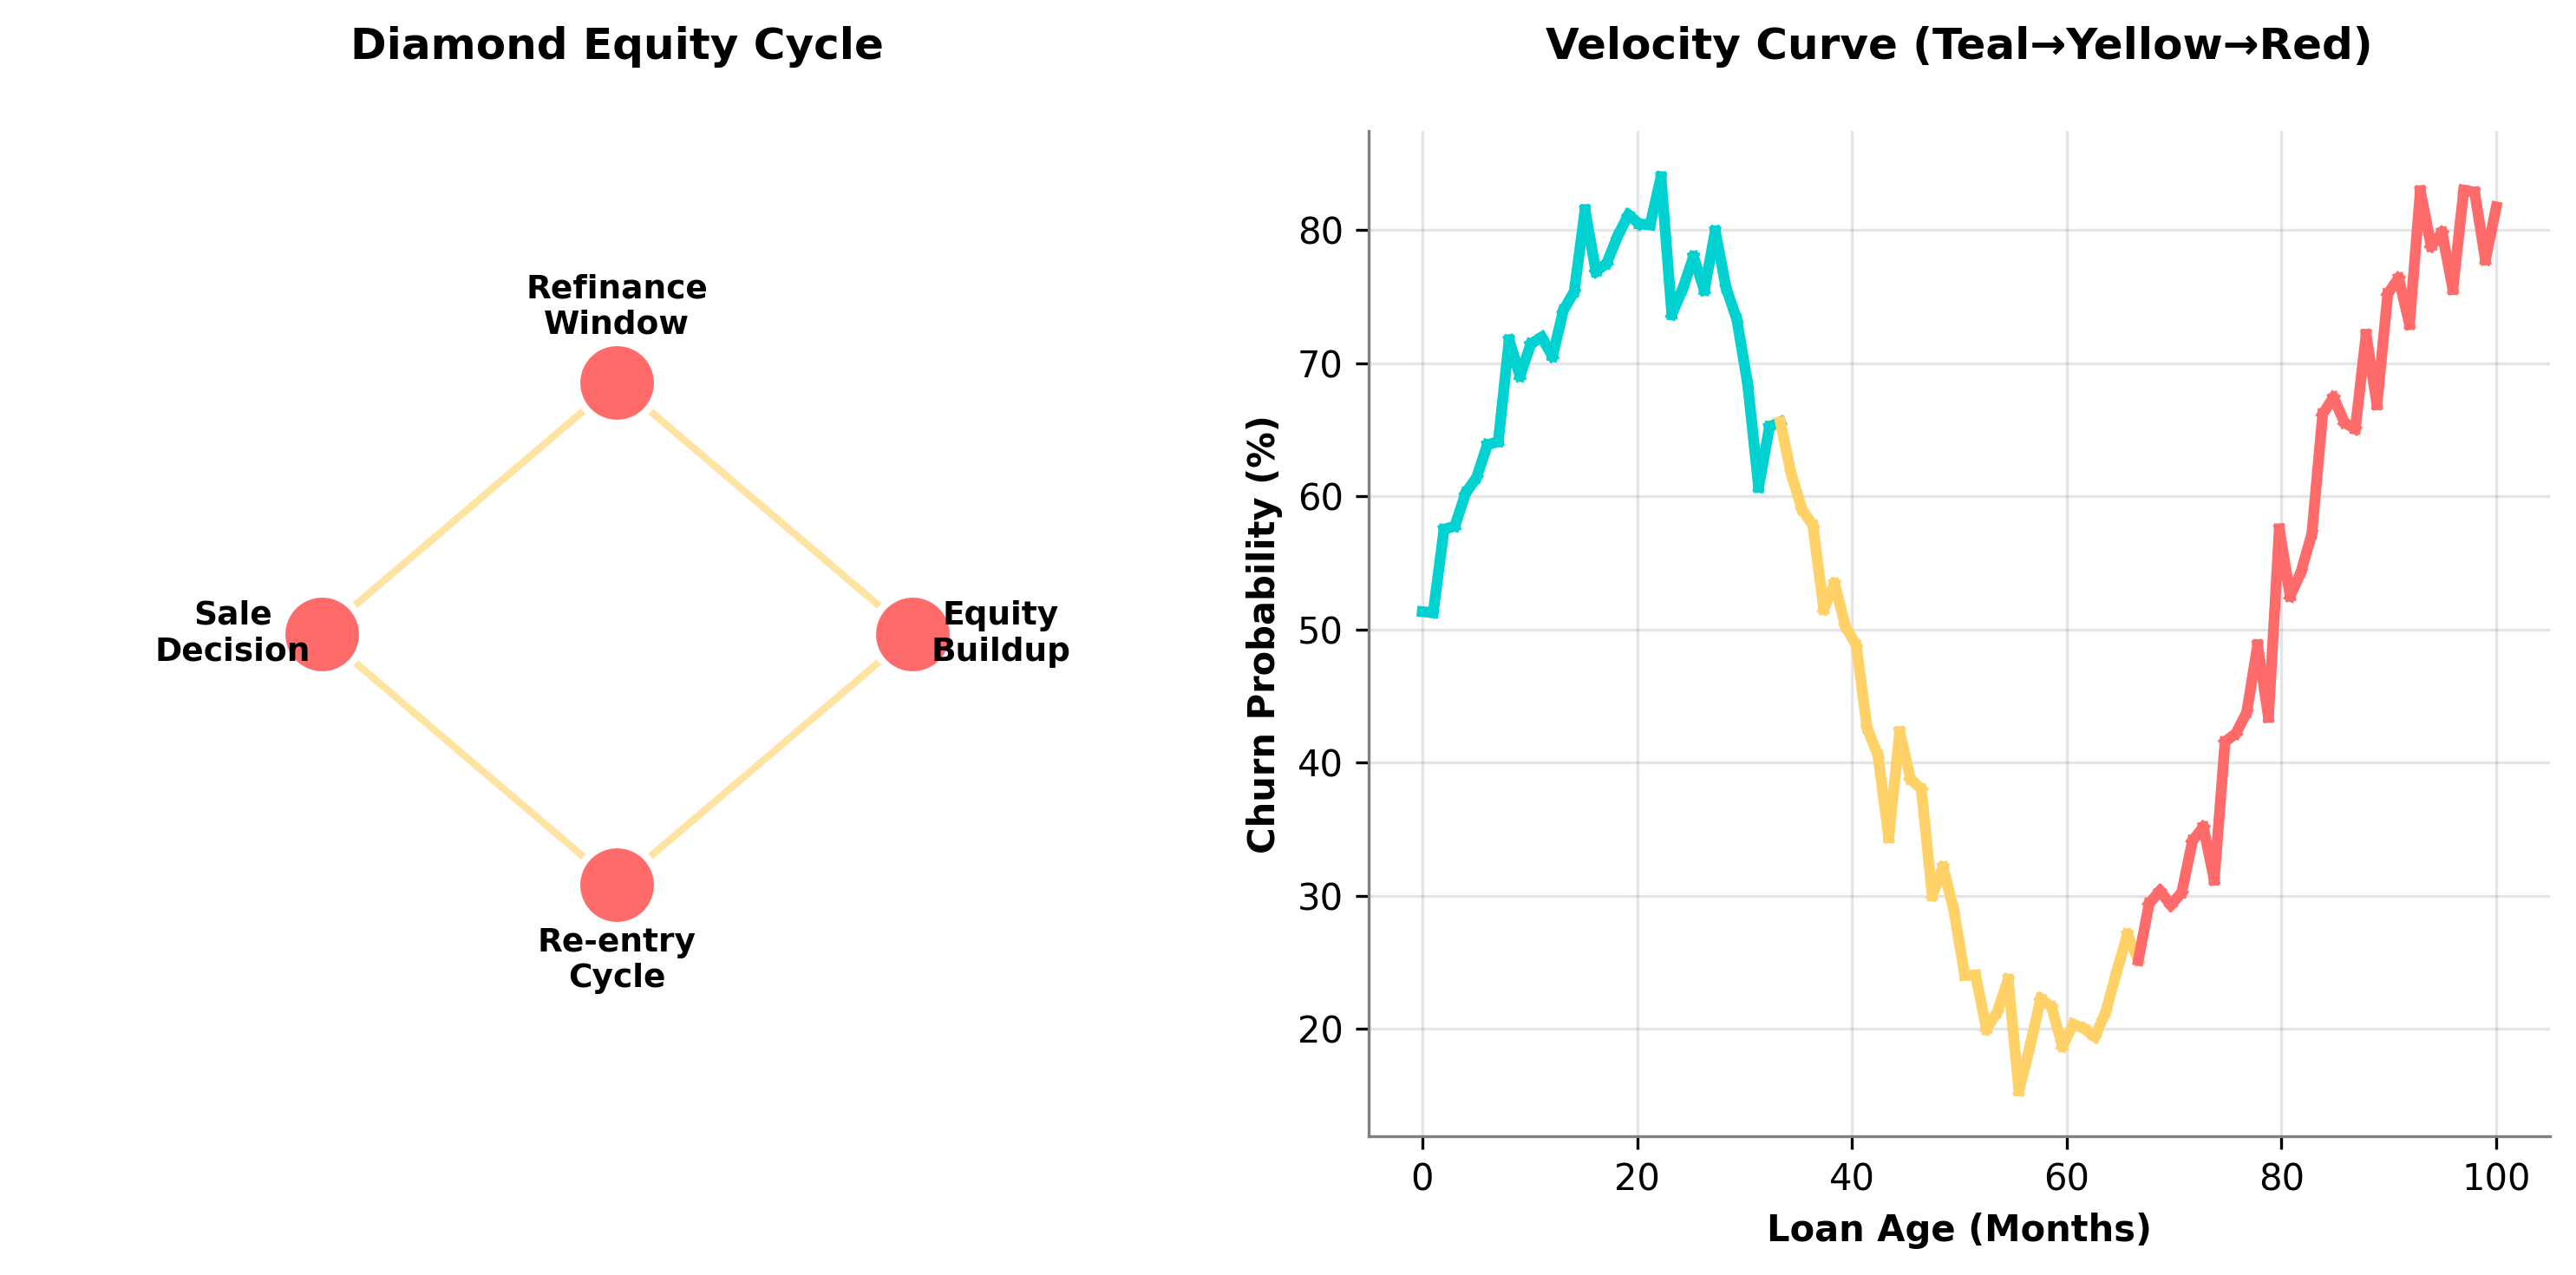 Diamond Equity Cycle
Refinance
Window
Sale
Decision
Equity
Buildup
Re-entry
Cycle
Velocity Curve (Teal→Yellow→Red)
Churn Probability (%)
80
70
60
50
40
30
20
0
20
40
60
80
100
Loan Age (Months)